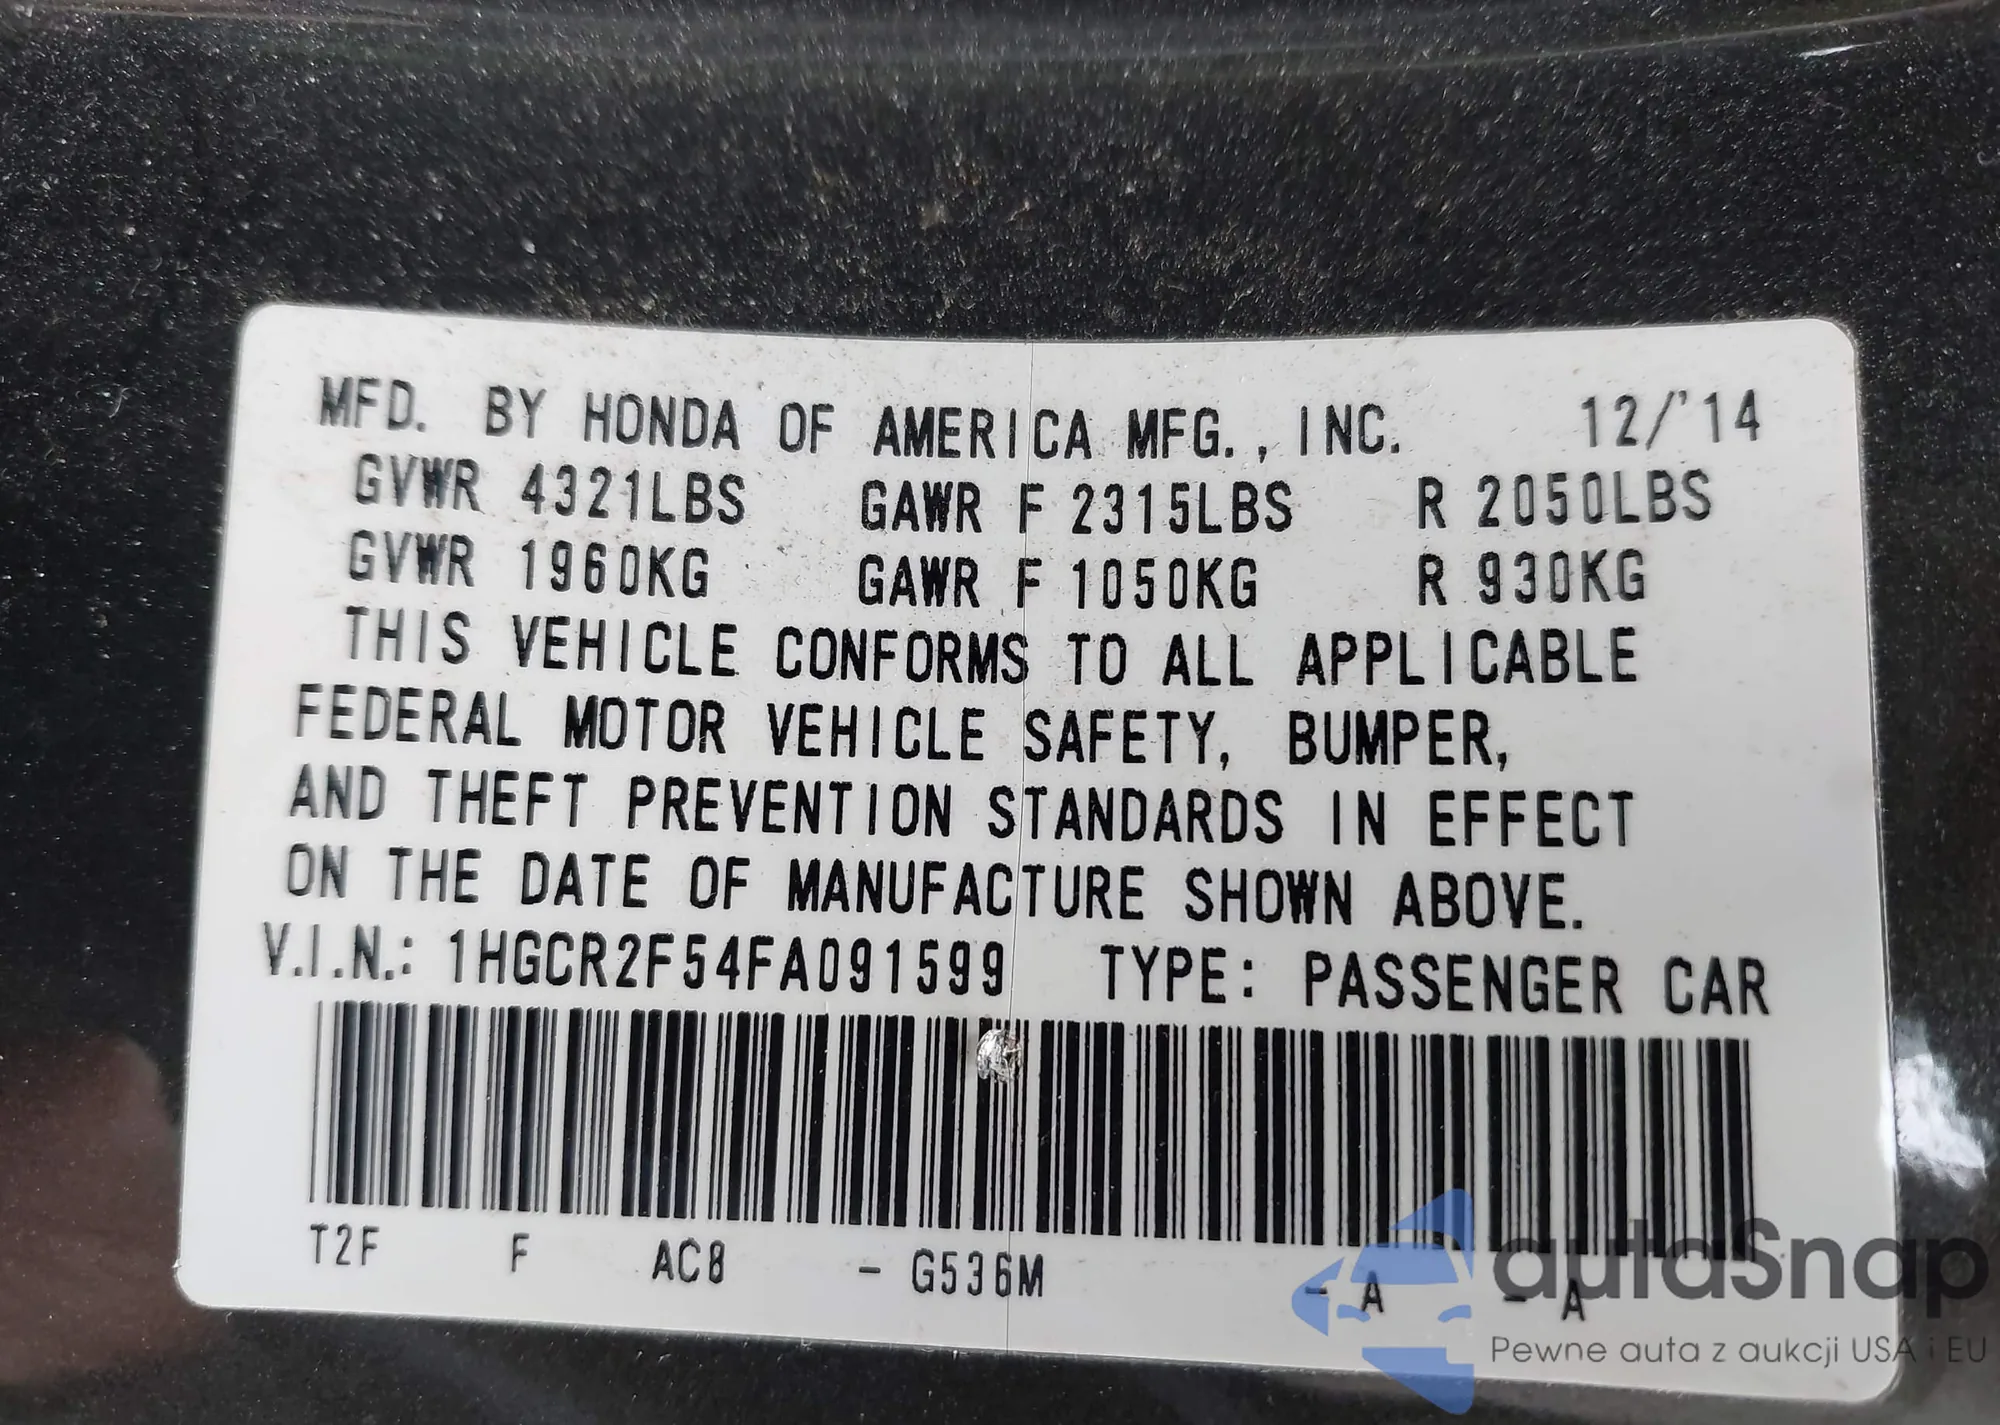 MFD. BY HONDA OF AMERICA MFG., INC. 12/'14
GVWR 4321LBS GAWR F 2315LBS R 2050LBS
GVWR 1960KG GAWR F 1050KG R 930KG
THIS VEHICLE CONFORMS TO ALL APPLICABLE
FEDERAL MOTOR VEHICLE SAFETY, BUMPER,
AND THEFT PREVENTION STANDARDS IN EFFECT
ON THE DATE OF MANUFACTURE SHOWN ABOVE.
V.I.N.: 1HGCR2F54FA091599 TYPE: PASSENGER CAR
T2F F AC8 - G536M - A - A
autaSnap
Pewne auta z aukcji USA i EU